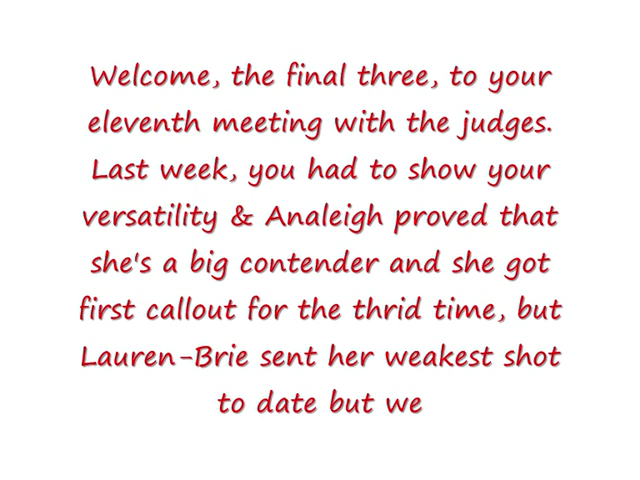 Welcome, the final three, to your
eleventh meeting with the judges.
Last week, you had to show your
versatility & Analeigh proved that
she's a big contender and she got
first callout for the thrid time, but
Lauren-Brie sent her weakest shot
to date but we